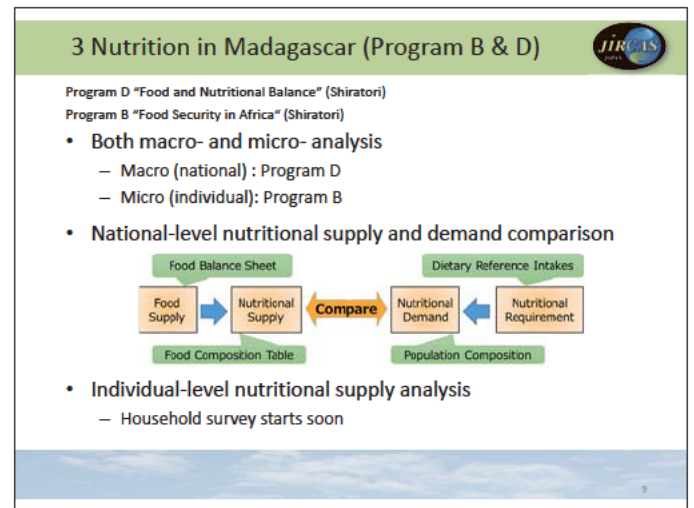 3 Nutrition in Madagascar (Program B & D)
JIRCAS
JAPAN
Program D "Food and Nutritional Balance" (Shiratori)
Program B "Food Security in Africa" (Shiratori)
• Both macro- and micro- analysis
– Macro (national) : Program D
– Micro (individual): Program B
• National-level nutritional supply and demand comparison
Food Balance Sheet
Dietary Reference Intakes
Food
Supply
Nutritional
Supply
Compare
Nutritional
Demand
Nutritional
Requirement
Food Composition Table
Population Composition
• Individual-level nutritional supply analysis
– Household survey starts soon
9